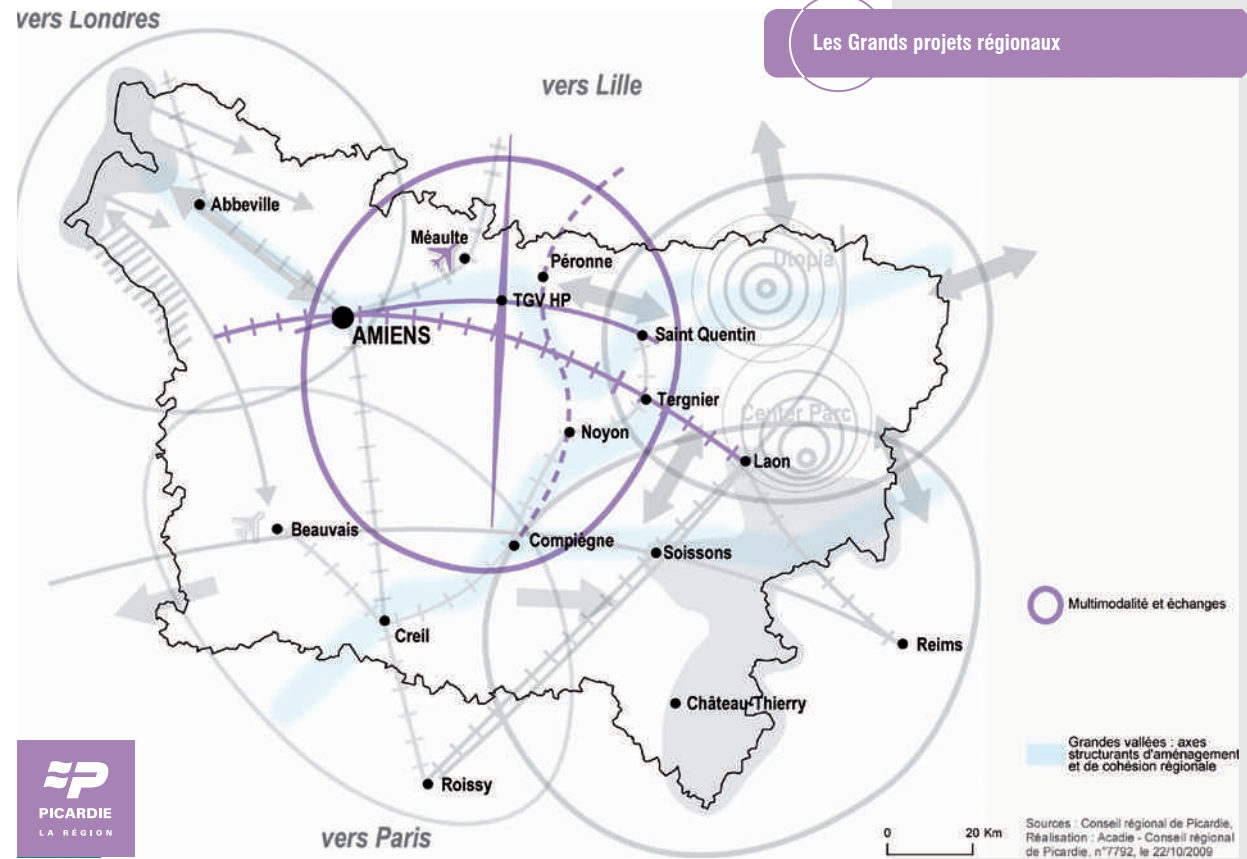 vers Londres
Les Grands projets régionaux
vers Lille
Abbeville
Méaulte
Péronne
Utopia
TGV HP
AMIENS
Saint Quentin
Tergnier
Center Parc
Noyon
Laon
Beauvais
Compiègne
Soissons
Multimodalité et échanges
Creil
Reims
Château-Thierry
Grandes vallées : axes
structurants d'aménagement
et de cohésion régionale
Roissy
PICARDIE
LA RÉGION
vers Paris
0 20 Km
Sources : Conseil régional de Picardie,
Réalisation : Acadie - Conseil régional
de Picardie, n°7792, le 22/10/2009